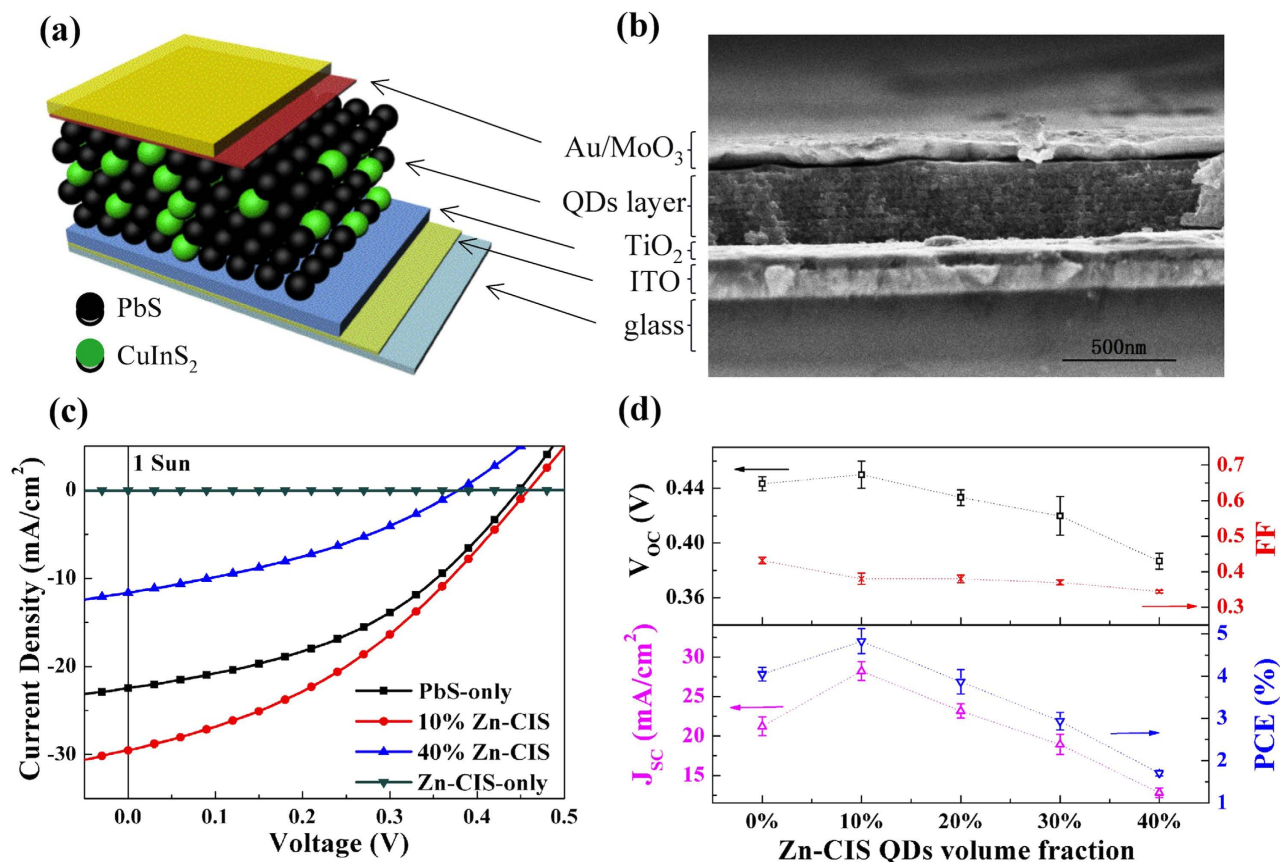 (a)
Au/MoO₃
QDs layer
TiO₂
ITO
glass
PbS
CuInS₂
(b)
500nm
(c)
1 Sun
Current Density (mA/cm²)
0
-10
-20
-30
PbS-only
10% Zn-CIS
40% Zn-CIS
Zn-CIS-only
0.0 0.1 0.2 0.3 0.4 0.5
Voltage (V)
(d)
V_OC (V)
0.44
0.40
0.36
FF
0.7
0.6
0.5
0.4
0.3
J_SC (mA/cm²)
30
25
20
15
PCE (%)
5
4
3
2
1
0% 10% 20% 30% 40%
Zn-CIS QDs volume fraction